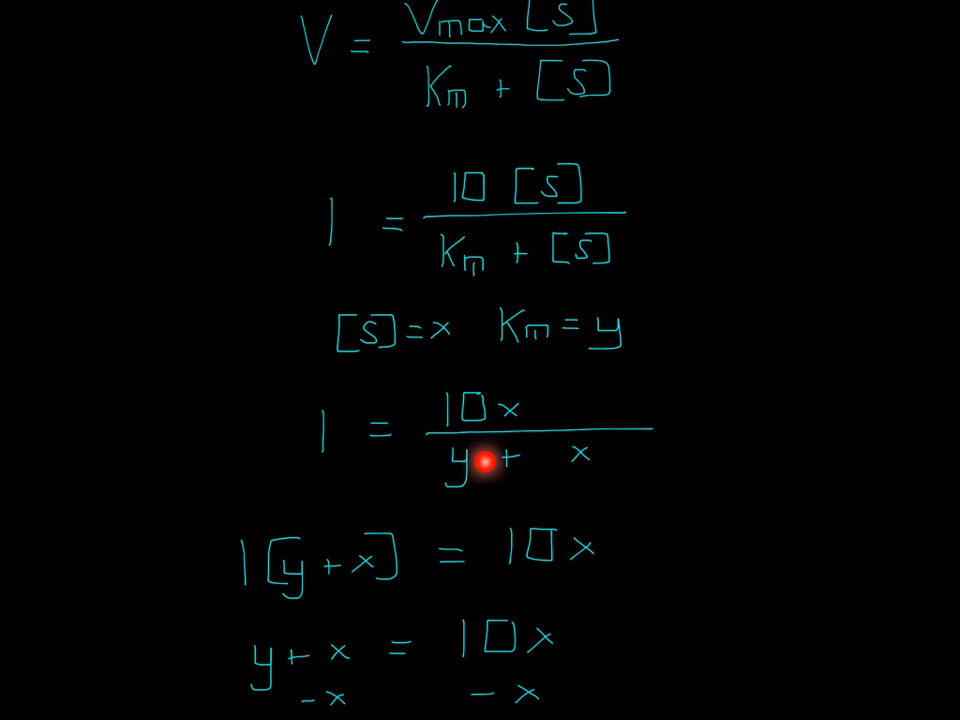 V = Vmax [S] / Km + [S]
1 = 10 [S] / Km + [S]
[S] = x Km = y
1 = 10x / y + x
1[y + x] = 10x
y + x = 10x
- x - x